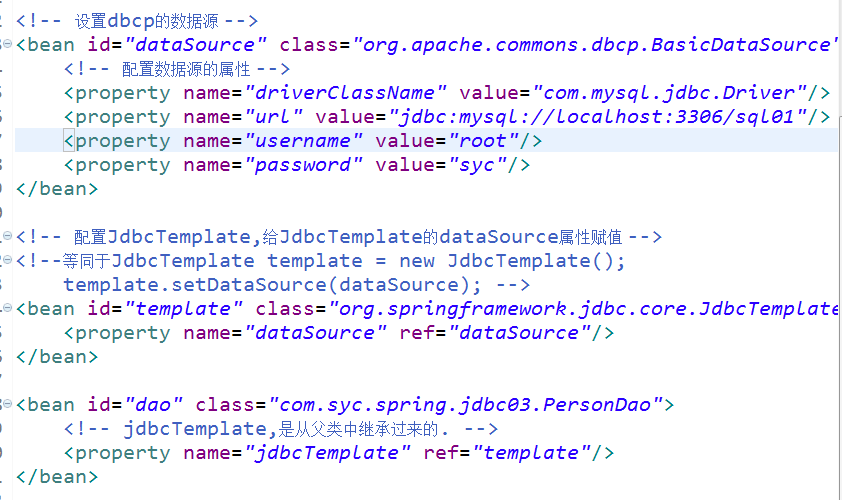 <!-- 设置dbcp的数据源 -->
<bean id="dataSource" class="org.apache.commons.dbcp.BasicDataSource"
<!-- 配置数据源的属性 -->
<property name="driverClassName" value="com.mysql.jdbc.Driver"/>
<property name="url" value="jdbc:mysql://localhost:3306/sql01"/>
<property name="username" value="root"/>
<property name="password" value="syc"/>
</bean>
<!-- 配置JdbcTemplate,给JdbcTemplate的dataSource属性赋值 -->
<!--等同于JdbcTemplate template = new JdbcTemplate();
template.setDataSource(dataSource); -->
<bean id="template" class="org.springframework.jdbc.core.JdbcTemplate
<property name="dataSource" ref="dataSource"/>
</bean>
<bean id="dao" class="com.syc.spring.jdbc03.PersonDao">
<!-- jdbcTemplate,是从父类中继承过来的. -->
<property name="jdbcTemplate" ref="template"/>
</bean>